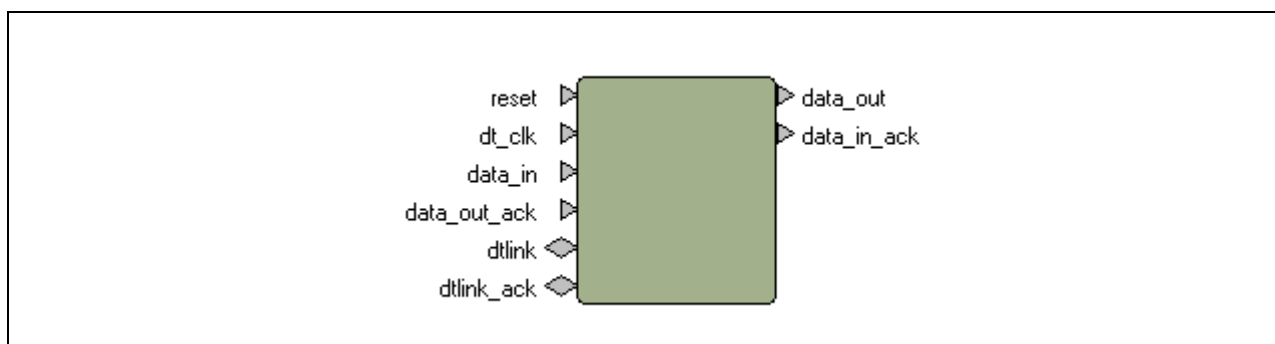 reset
data_out
dt_clk
data_in_ack
data_in
data_out_ack
dtlink
dtlink_ack